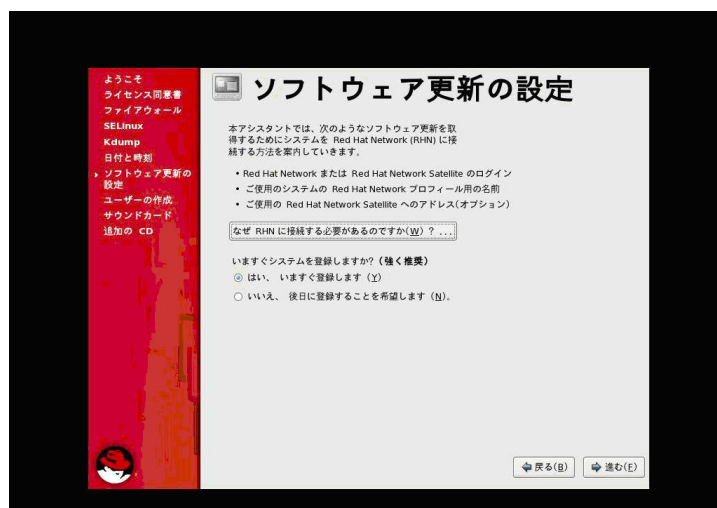 ようこそ
ライセンス同意書
ファイアウォール
SELinux
Kdump
日付と時刻
ソフトウェア更新の
設定
ユーザーの作成
サウンドカード
追加の CD
ソフトウェア更新の設定
本アシスタントでは、次のようなソフトウェア更新を取
得するためにシステムを Red Hat Network (RHN) に接
続する方法を案内していきます。
• Red Hat Network または Red Hat Network Satellite のログイン
• ご使用のシステムの Red Hat Network プロフィール用の名前
• ご使用の Red Hat Network Satellite へのアドレス(オプション)
なぜ RHN に接続する必要があるのですか(W) ? ...
いますぐシステムを登録しますか? (強く推奨)
はい、 いますぐ登録します (Y)
いいえ、 後日に登録することを希望します (N)。
戻る(B)
進む(F)